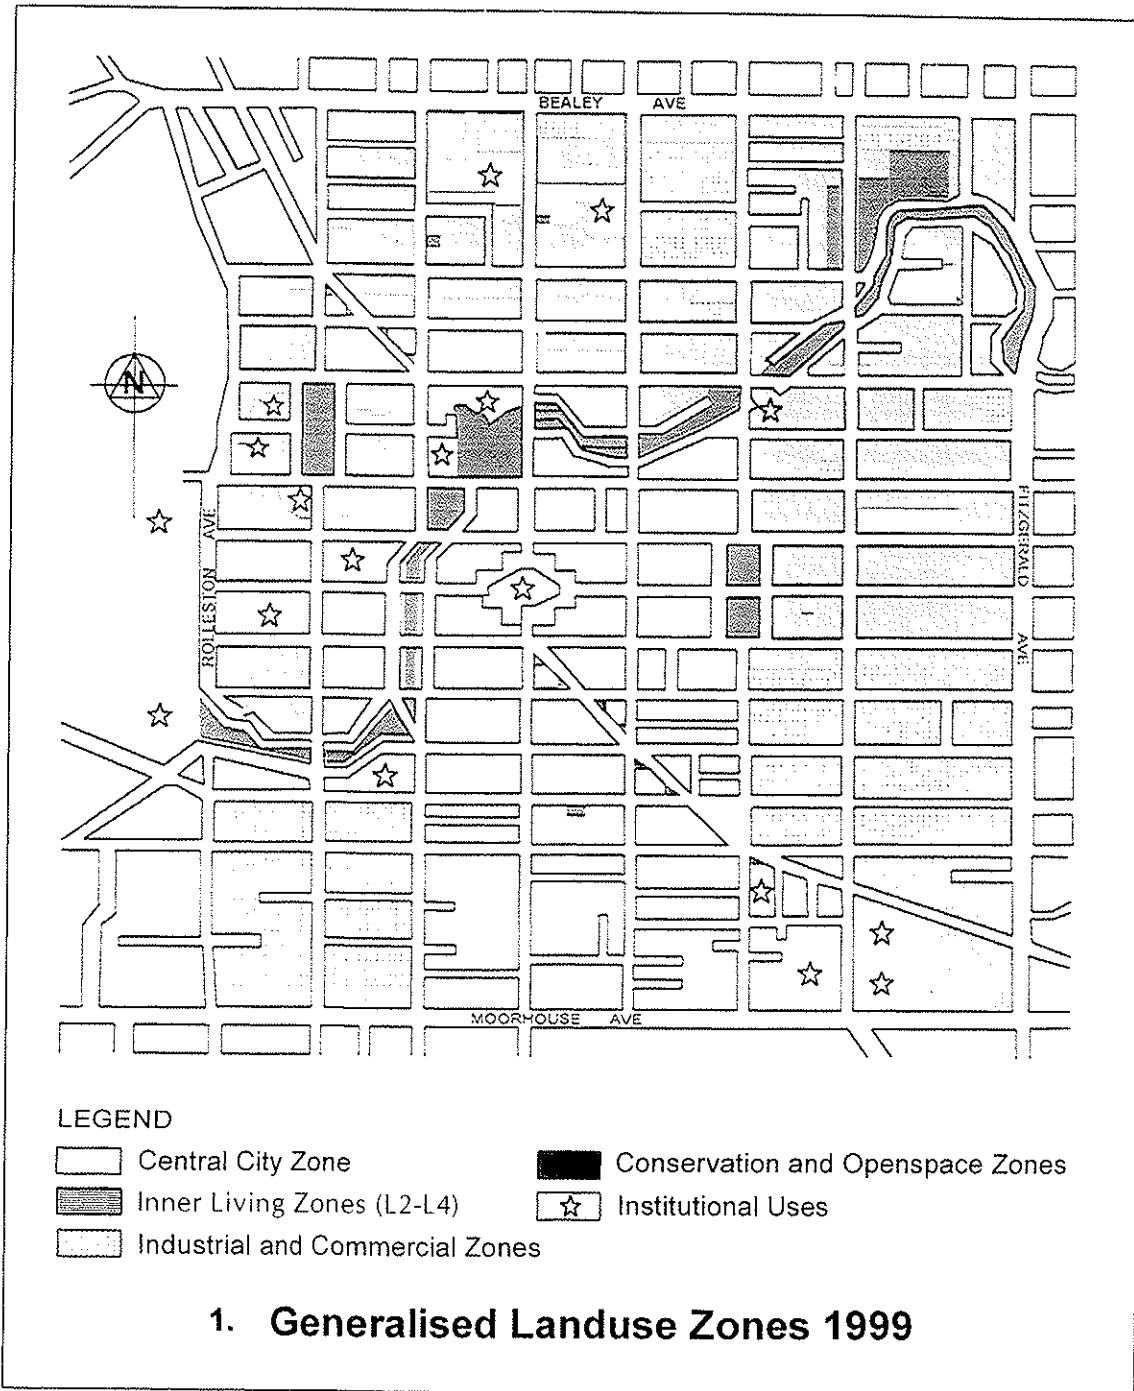 BEALEY AVE
N
ROLLESTON AVE
FITZGERALD AVE
MOORHOUSE AVE
LEGEND
Central City Zone
Conservation and Openspace Zones
Inner Living Zones (L2-L4)
Institutional Uses
Industrial and Commercial Zones
1. Generalised Landuse Zones 1999